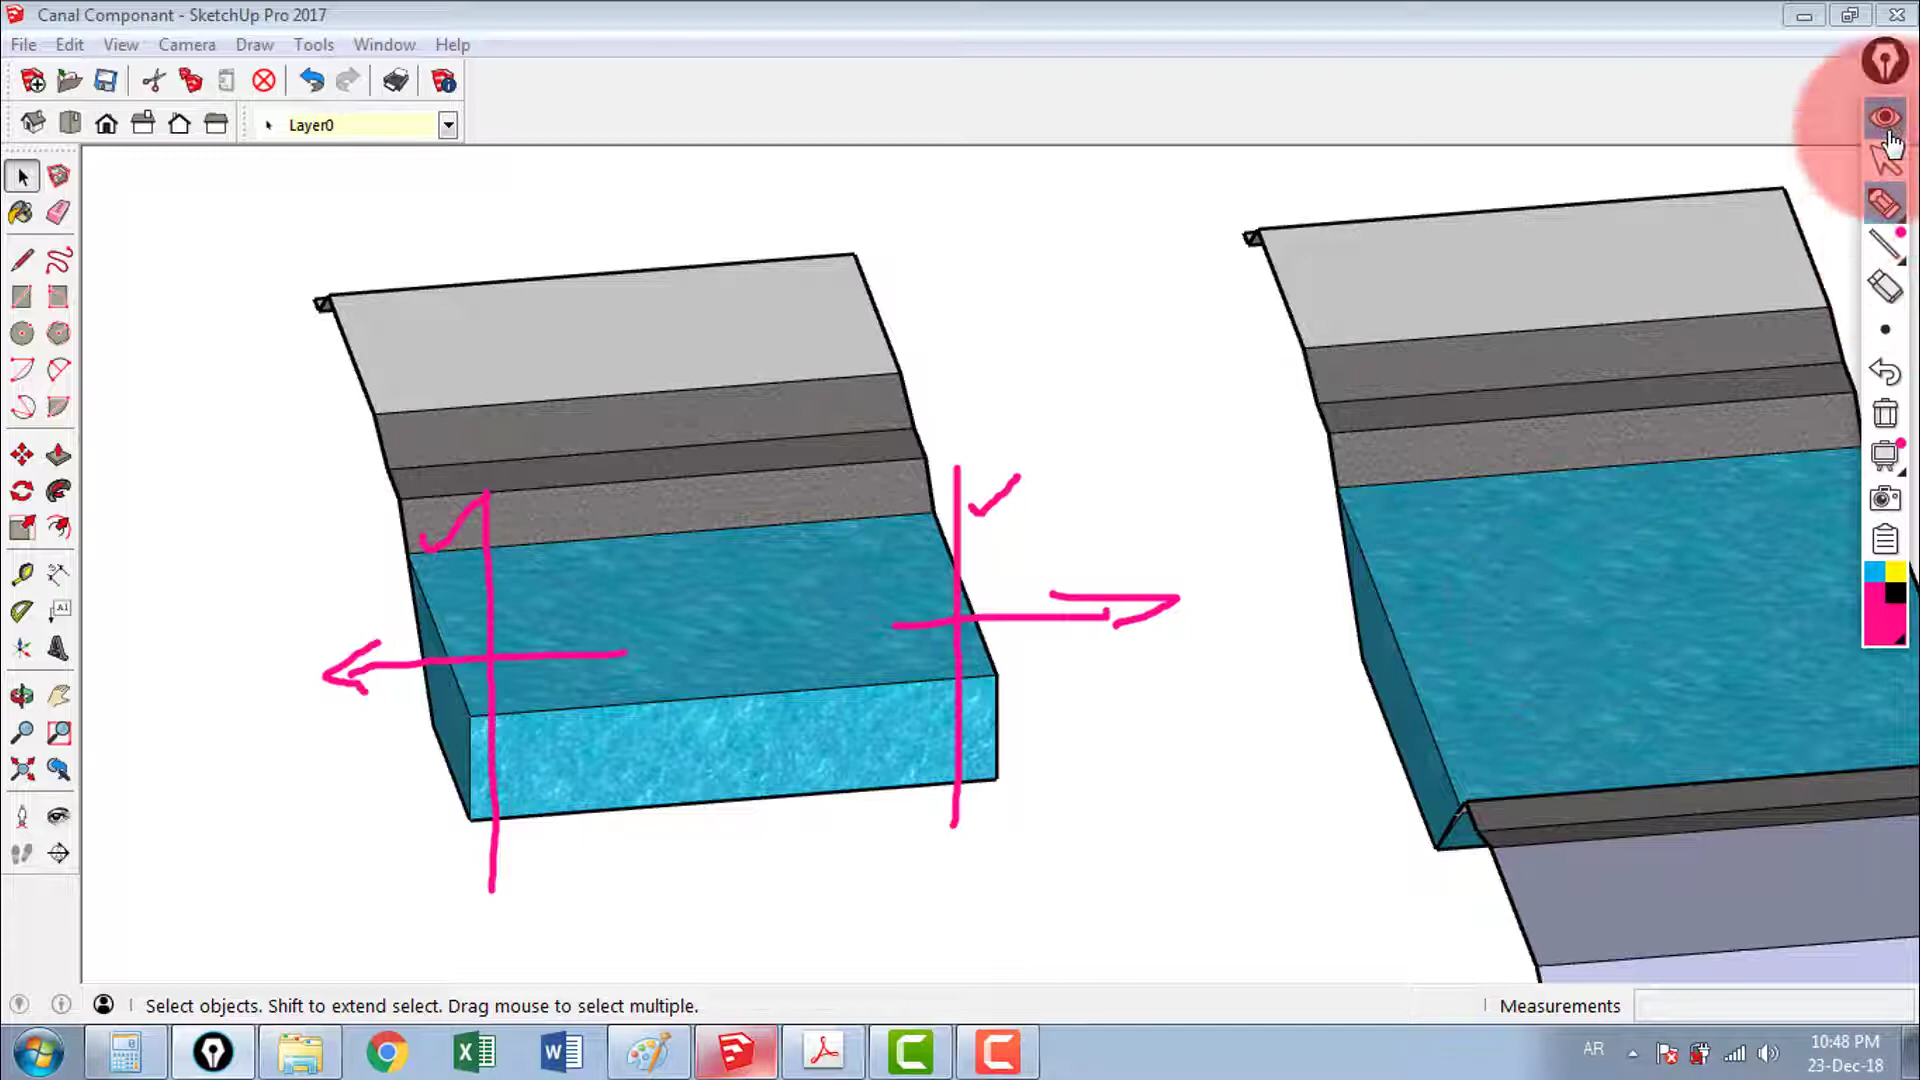 Canal Componant - SketchUp Pro 2017
File Edit View Camera Draw Tools Window Help
Layer0
A1
Select objects. Shift to extend select. Drag mouse to select multiple.
Measurements
AR
10:48 PM
23-Dec-18